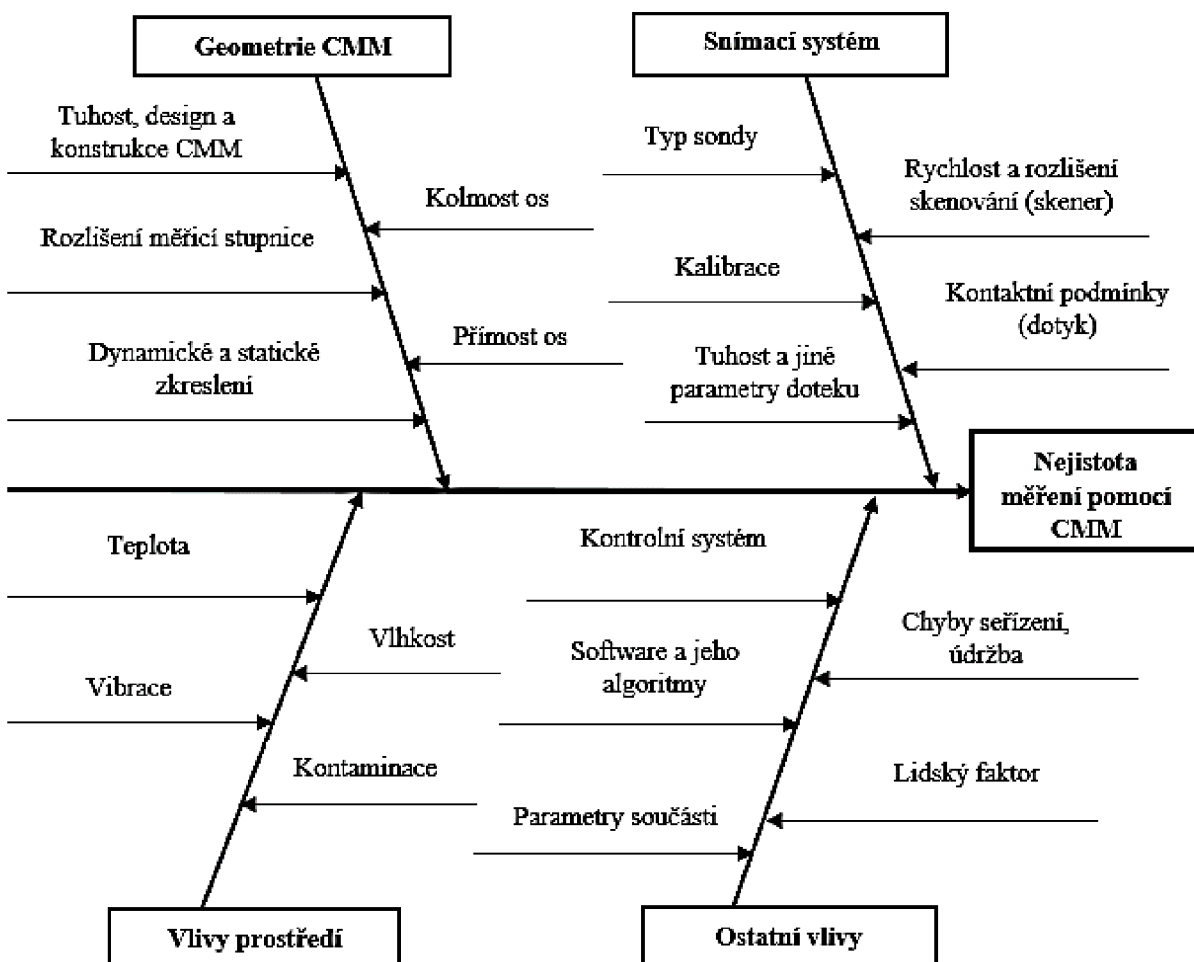 Geometrie CMM
Snímací systém
Tuhost, design a
konstrukce CMM
Kolmost os
Rozlišení měřicí stupnice
Přímost os
Dynamické a statické
zkreslení
Typ sondy
Rychlost a rozlišení
skenování (skener)
Kalibrace
Kontaktní podmínky
(dotyk)
Tuhost a jiné
parametry doteku
Nejistota
měření pomocí
CMM
Teplota
Vlhkost
Vibrace
Kontaminace
Kontrolní systém
Chyby seřízení,
údržba
Software a jeho
algoritmy
Lidský faktor
Parametry součásti
Vlivy prostředí
Ostatní vlivy